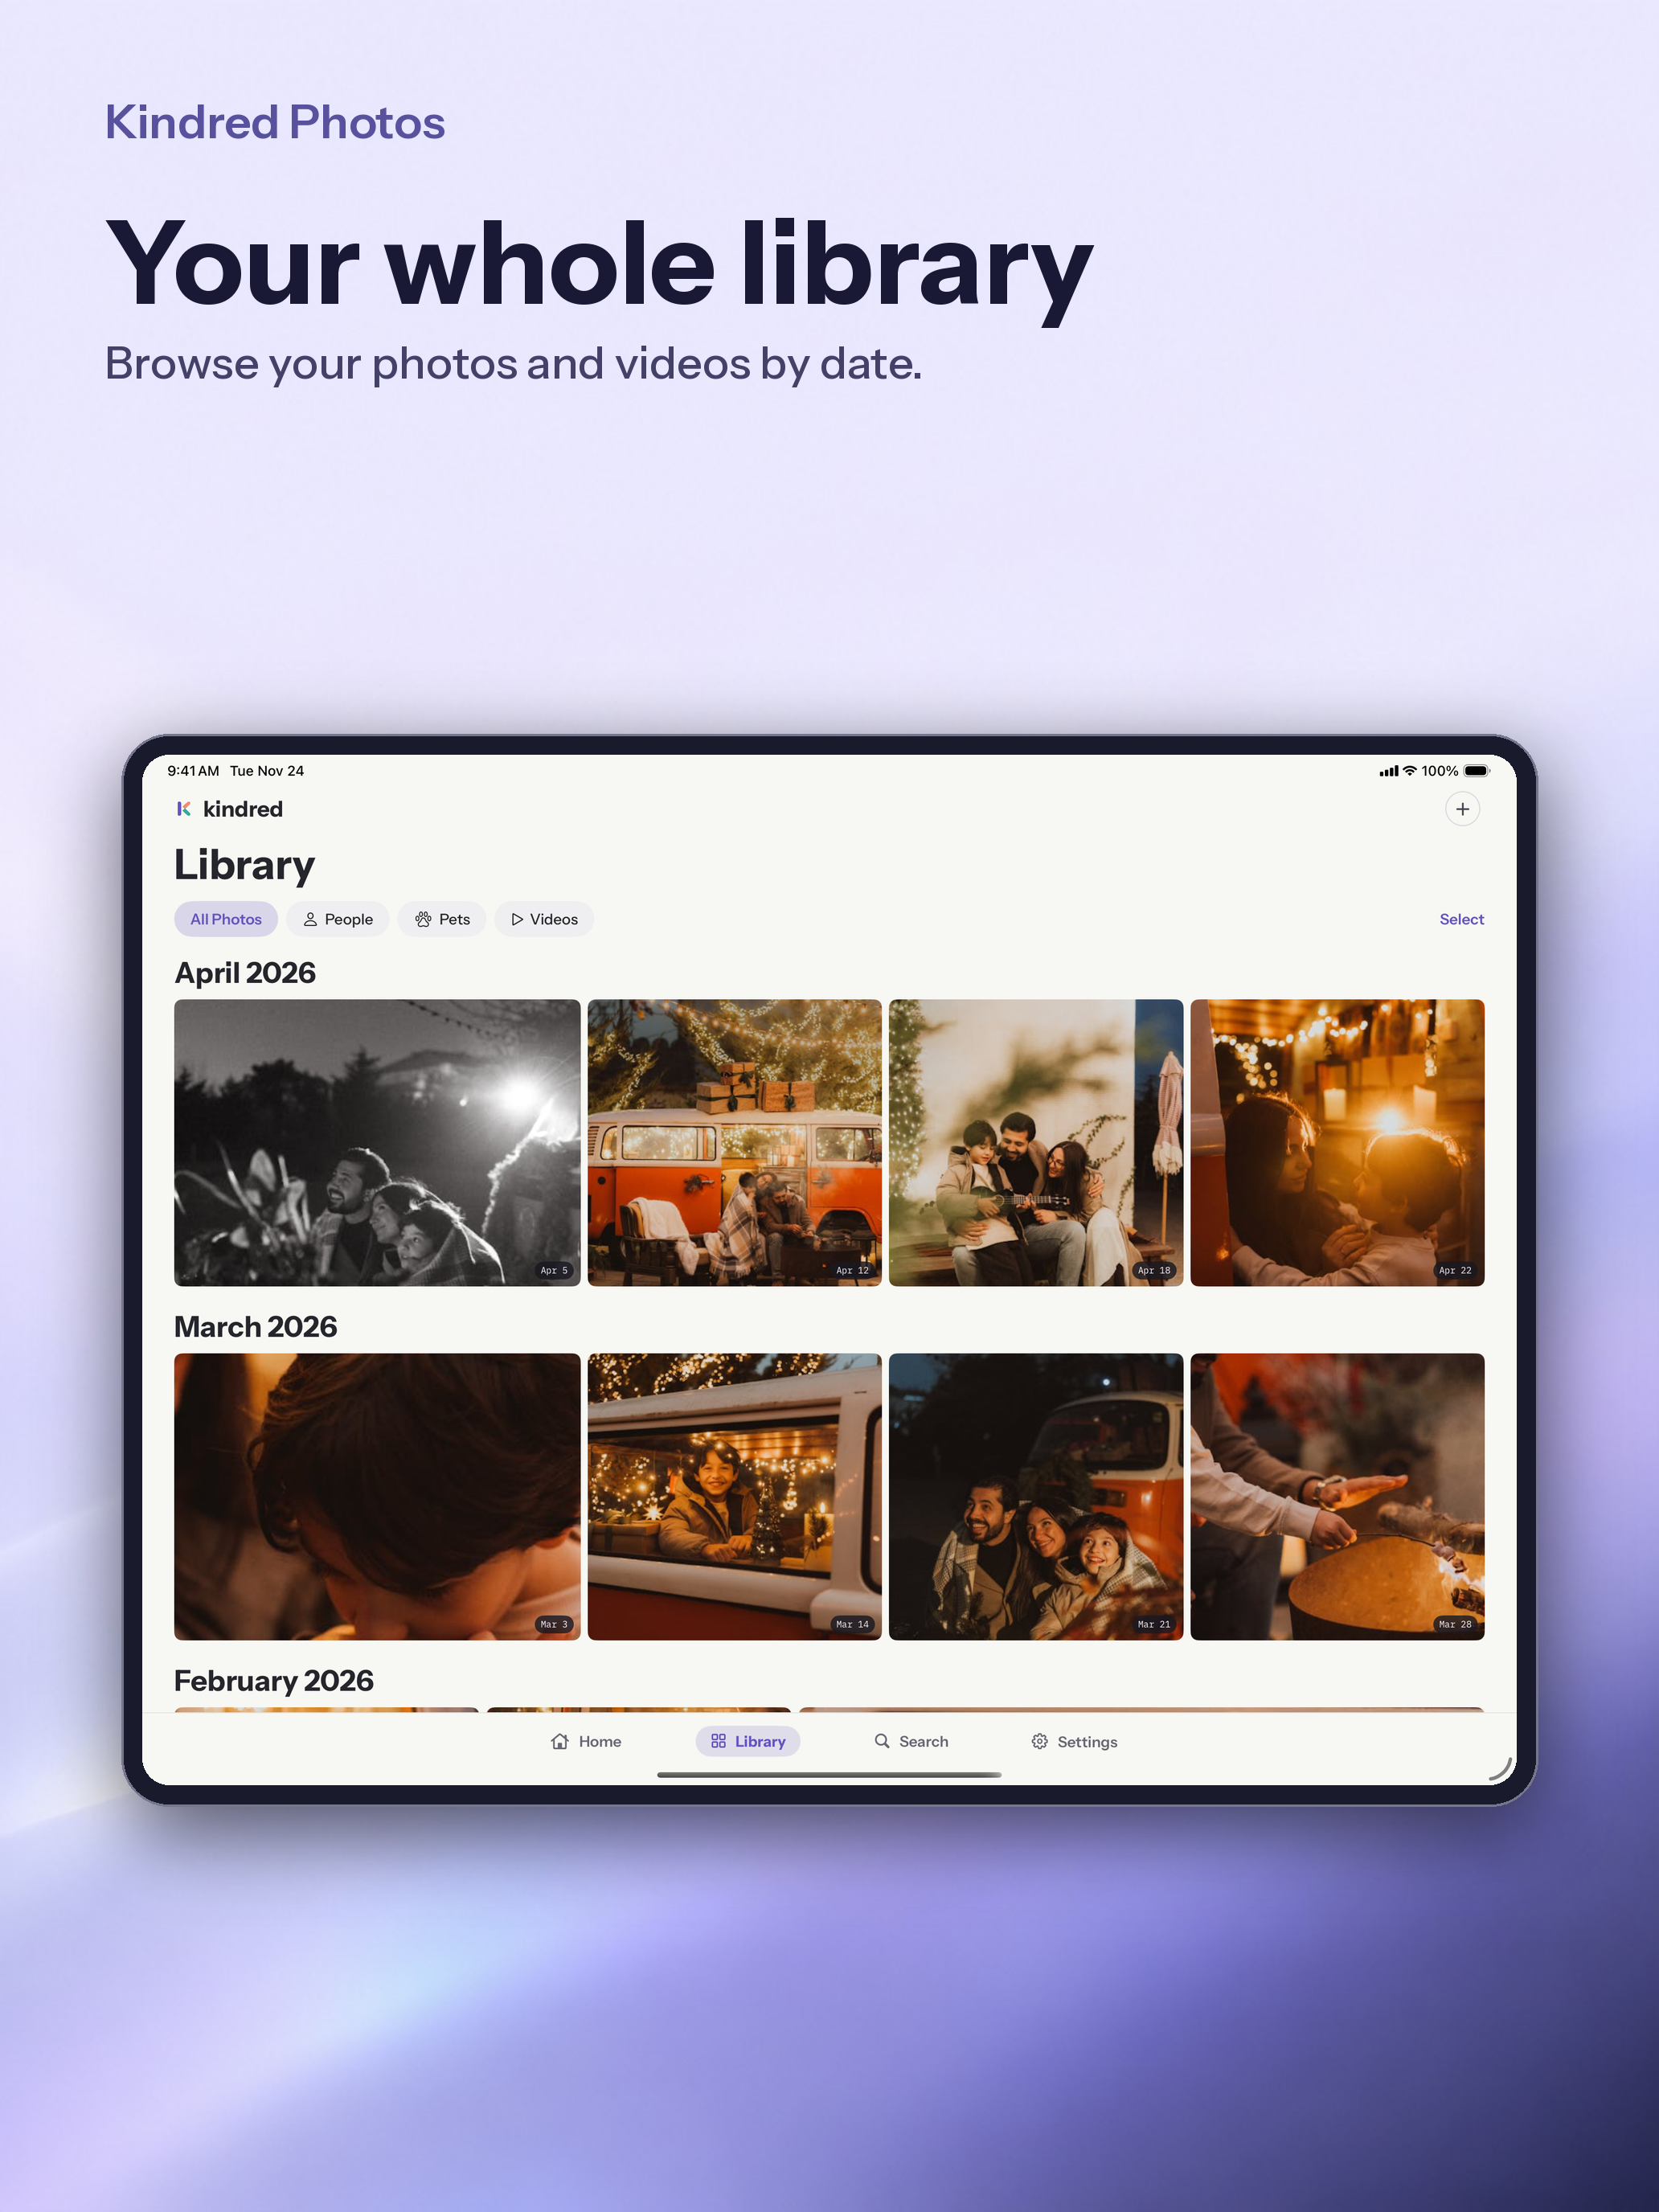 Kindred Photos
Your whole library
Browse your photos and videos by date.
9:41 AM Tue Nov 24
100%
kindred
Library
All Photos People Pets Videos Select
April 2026
Apr 5 Apr 12 Apr 18 Apr 22
March 2026
Mar 3 Mar 14 Mar 21 Mar 28
February 2026
Home Library Search Settings